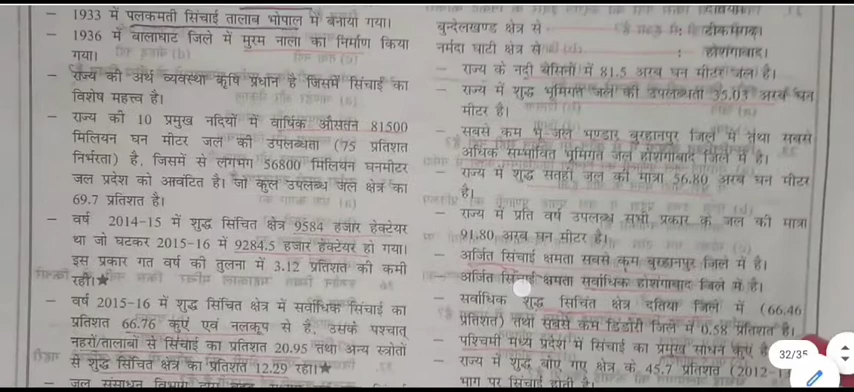 – 1933 में पलकमती सिंचाई तालाब भोपाल में बनाया गया।
– 1936 में बालाघाट जिले में मुरम नाला का निर्माण किया
गया।
– राज्य की अर्थ व्यवस्था कृषि प्रधान है जिसमें सिंचाई का
विशेष महत्त्व है।
– राज्य की 10 प्रमुख नदियों में वार्षिक औसतन 81500
मिलियन घन मीटर जल की उपलब्धता (75 प्रतिशत
निर्भरता) है, जिसमें से लगभग 56800 मिलियन घनमीटर
जल प्रदेश को आवंटित है। जो कुल उपलब्ध जल क्षेत्र का
69.7 प्रतिशत है।
– वर्ष 2014-15 में शुद्ध सिंचित क्षेत्र 9584 हजार हेक्टेयर
था जो घटकर 2015-16 में 9284.5 हजार हेक्टेयर हो गया।
इस प्रकार गत वर्ष की तुलना में 3.12 प्रतिशत की कमी
रही।★
– वर्ष 2015-16 में शुद्ध सिंचित क्षेत्र में सर्वाधिक सिंचाई का
प्रतिशत 66.76 कुएं एवं नलकूप से है, उसके पश्चात्
नहरों/तालाबों से सिंचाई का प्रतिशत 20.95 तथा अन्य स्त्रोतों
से शुद्ध सिंचित क्षेत्र का प्रतिशत 12.29 रहा।★
– जल संसाधन विभाग
बुन्देलखण्ड क्षेत्र से : टीकमगढ़।
नर्मदा घाटी क्षेत्र से : होशंगाबाद।
– राज्य के नदी बेसिनों में 81.5 अरब घन मीटर जल है।
– राज्य में शुद्ध भूमिगत जल की उपलब्धता 35.03 अरब घन
मीटर है।
– सबसे कम भू-जल भण्डार बुरहानपुर जिले में तथा सबसे
अधिक सम्भावित भूमिगत जल होशंगाबाद जिले में है।
– राज्य में शुद्ध सतही जल की मात्रा 56.80 अरब घन मीटर
है।
– राज्य में प्रति वर्ष उपलब्ध सभी प्रकार के जल की मात्रा
91.80 अरब घन मीटर है।
– अर्जित सिंचाई क्षमता सबसे कम बुरहानपुर जिले में है।
– अर्जित सिंचाई क्षमता सर्वाधिक होशंगाबाद जिले में है।
– सर्वाधिक शुद्ध सिंचित क्षेत्र दतिया जिले में (66.46
प्रतिशत) तथा सबसे कम डिंडोरी जिले में 0.58 प्रतिशत है।
– पश्चिमी मध्य प्रदेश में सिंचाई का प्रमुख साधन कुएं है
– राज्य में शुद्ध बोए गए क्षेत्र के 45.7 प्रतिशत (2012-1
भाग पर सिंचाई होती है।
32/35